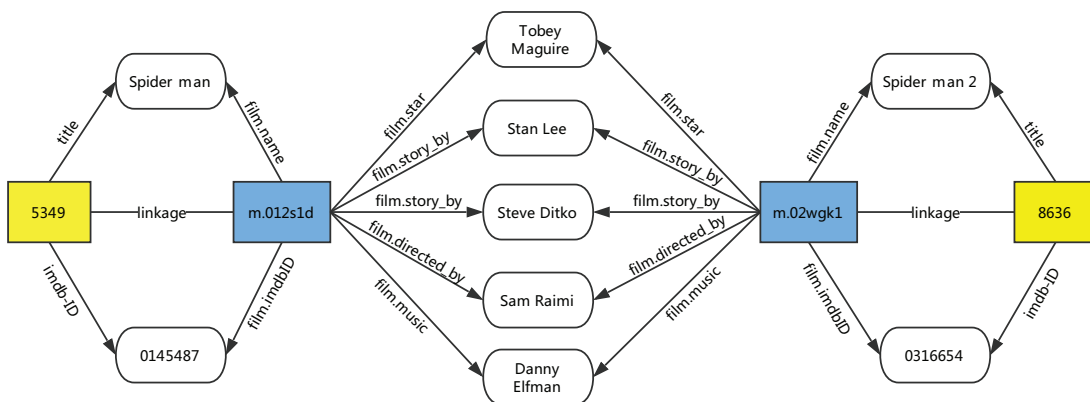 Tobey
Maguire
Spider man
Spider man 2
film.star
film.star
title
film.name
film.name
title
Stan Lee
film.story_by
film.story_by
5349
linkage
m.012s1d
film.story_by
Steve Ditko
film.story_by
m.02wgk1
linkage
8636
film.directed_by
film.directed_by
imdb-ID
film.imdbID
film.imdbID
imdb-ID
Sam Raimi
film.music
film.music
0145487
0316654
Danny
Elfman